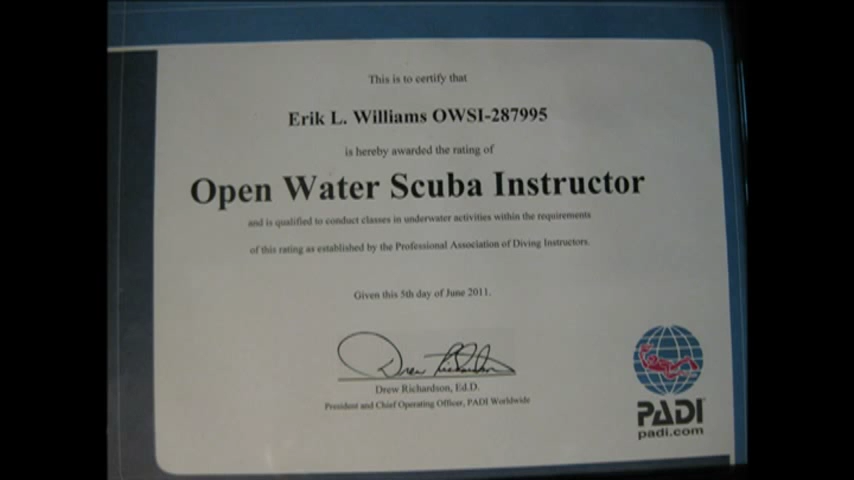 This is to certify that
Erik L. Williams OWSI-287995
is hereby awarded the rating of
Open Water Scuba Instructor
and is qualified to conduct classes in underwater activities within the requirements
of this rating as established by the Professional Association of Diving Instructors.
Given this 5th day of June 2011.
Drew Richardson
Drew Richardson, Ed.D.
President and Chief Operating Officer, PADI Worldwide
PADI
padi.com